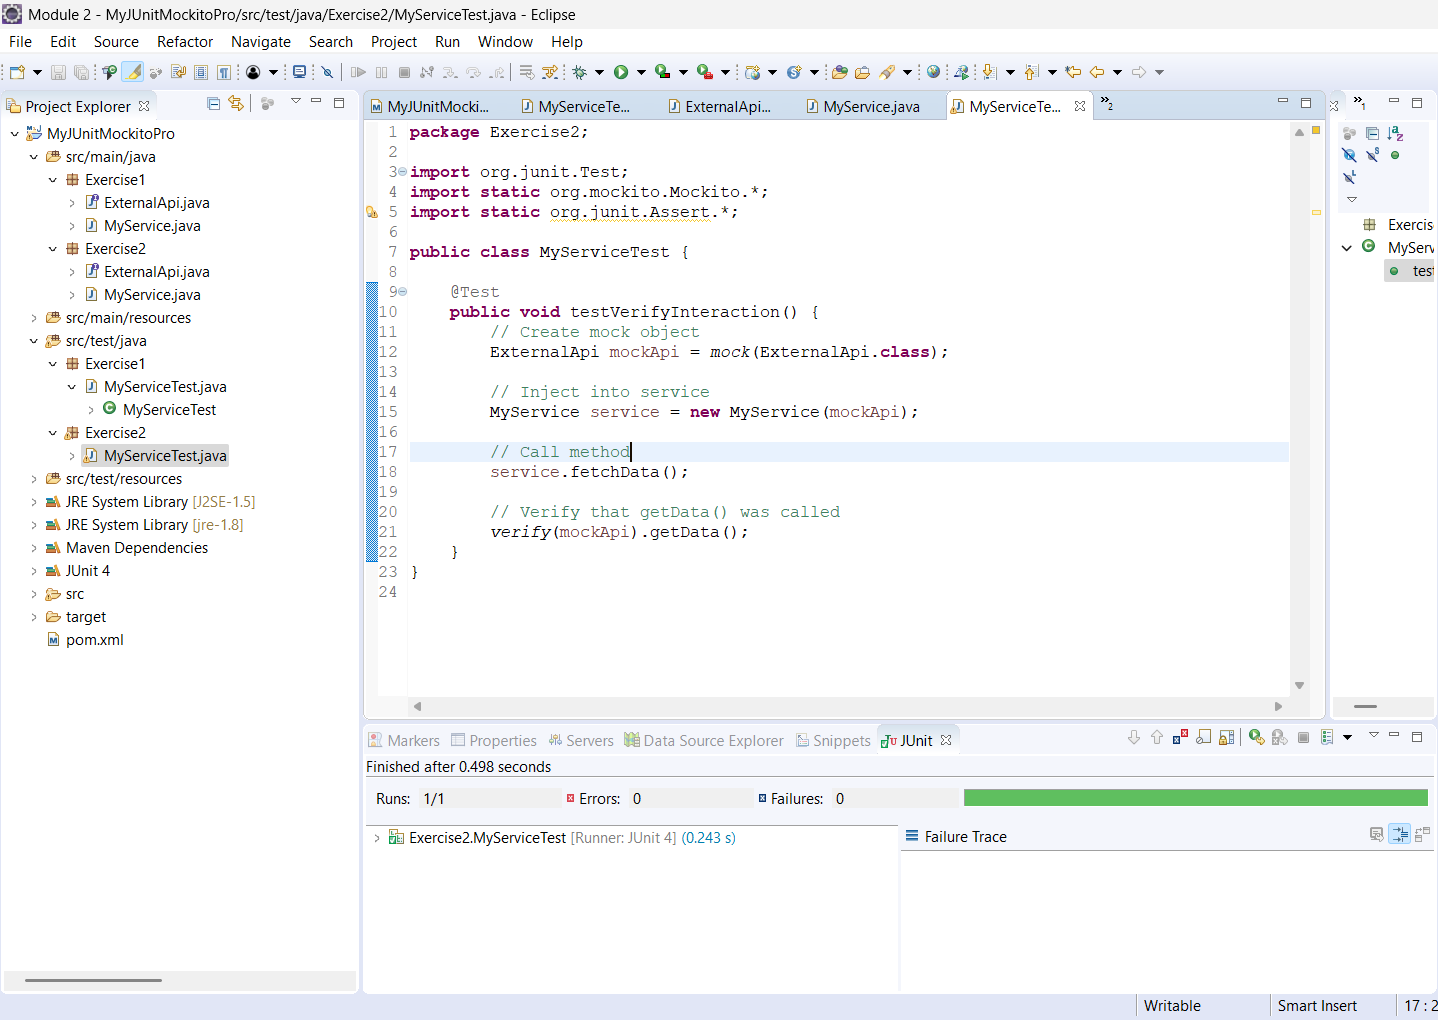 Module 2 - MyJUnitMockitoPro/src/test/java/Exercise2/MyServiceTest.java - Eclipse
File Edit Source Refactor Navigate Search Project Run Window Help
Project Explorer
MyJUnitMockitoPro
src/main/java
Exercise1
ExternalApi.java
MyService.java
Exercise2
ExternalApi.java
MyService.java
src/main/resources
src/test/java
Exercise1
MyServiceTest.java
MyServiceTest
Exercise2
MyServiceTest.java
src/test/resources
JRE System Library [J2SE-1.5]
JRE System Library [jre-1.8]
Maven Dependencies
JUnit 4
src
target
pom.xml
MyJUnitMocki... MyServiceTe... ExternalApi... MyService.java MyServiceTe... »2
1 package Exercise2;
2
3 import org.junit.Test;
4 import static org.mockito.Mockito.*;
5 import static org.junit.Assert.*;
6
7 public class MyServiceTest {
8
9 @Test
10 public void testVerifyInteraction() {
11 // Create mock object
12 ExternalApi mockApi = mock(ExternalApi.class);
13
14 // Inject into service
15 MyService service = new MyService(mockApi);
16
17 // Call method
18 service.fetchData();
19
20 // Verify that getData() was called
21 verify(mockApi).getData();
22 }
23 }
24
»1
Exercis
MyServ
test
Markers Properties Servers Data Source Explorer Snippets JUnit
Finished after 0.498 seconds
Runs: 1/1 Errors: 0 Failures: 0
Exercise2.MyServiceTest [Runner: JUnit 4] (0.243 s)
Failure Trace
Writable Smart Insert 17 : 2